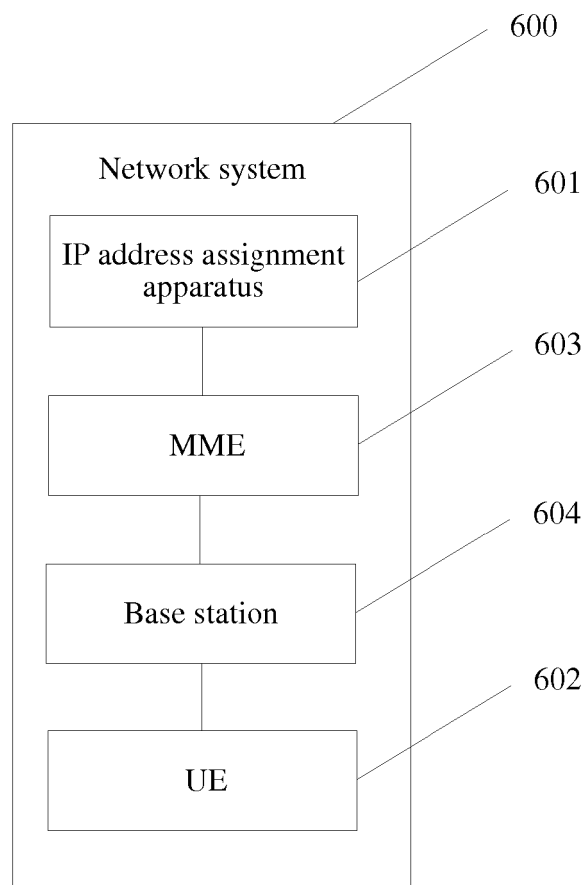 600
Network system
601
IP address assignment
apparatus
603
MME
604
Base station
602
UE